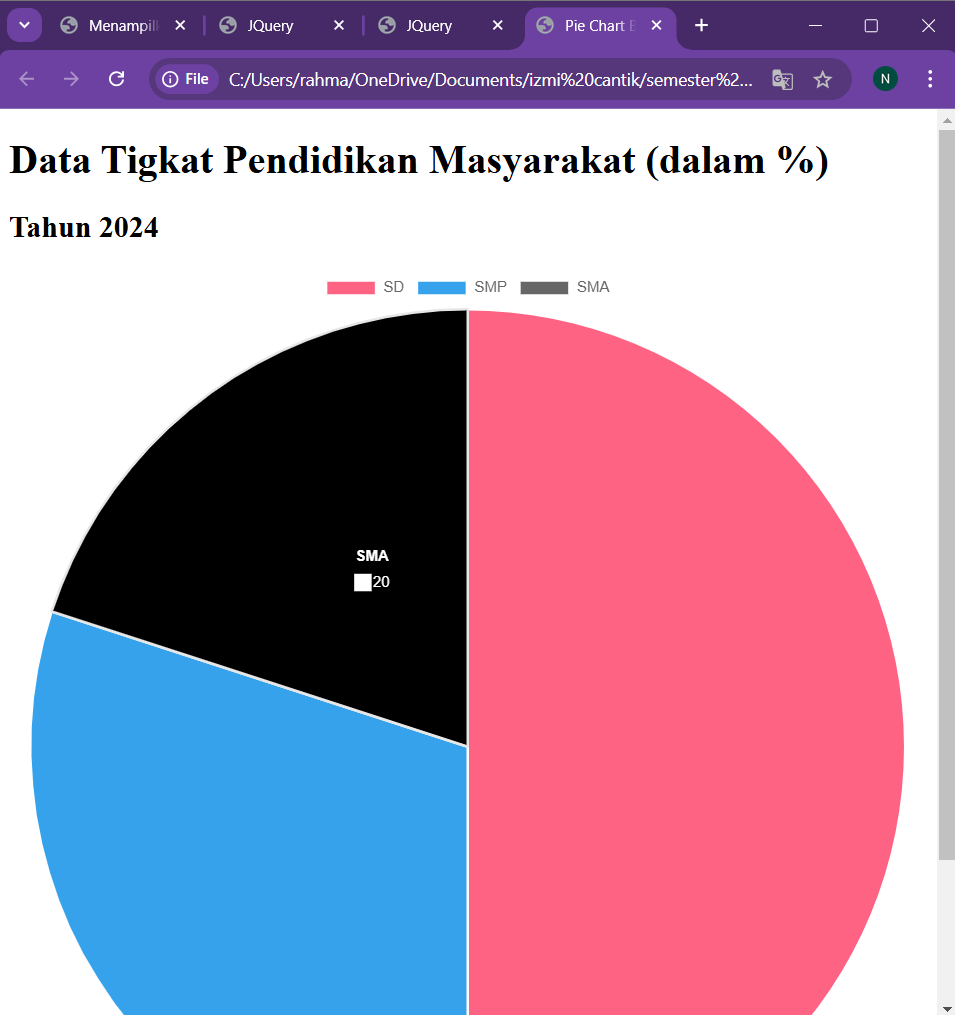 Menampil
JQuery
JQuery
Pie Chart
File
C:/Users/rahma/OneDrive/Documents/izmi%20cantik/semester%2...
N
Data Tigkat Pendidikan Masyarakat (dalam %)
Tahun 2024
SD SMP SMA
SMA
20